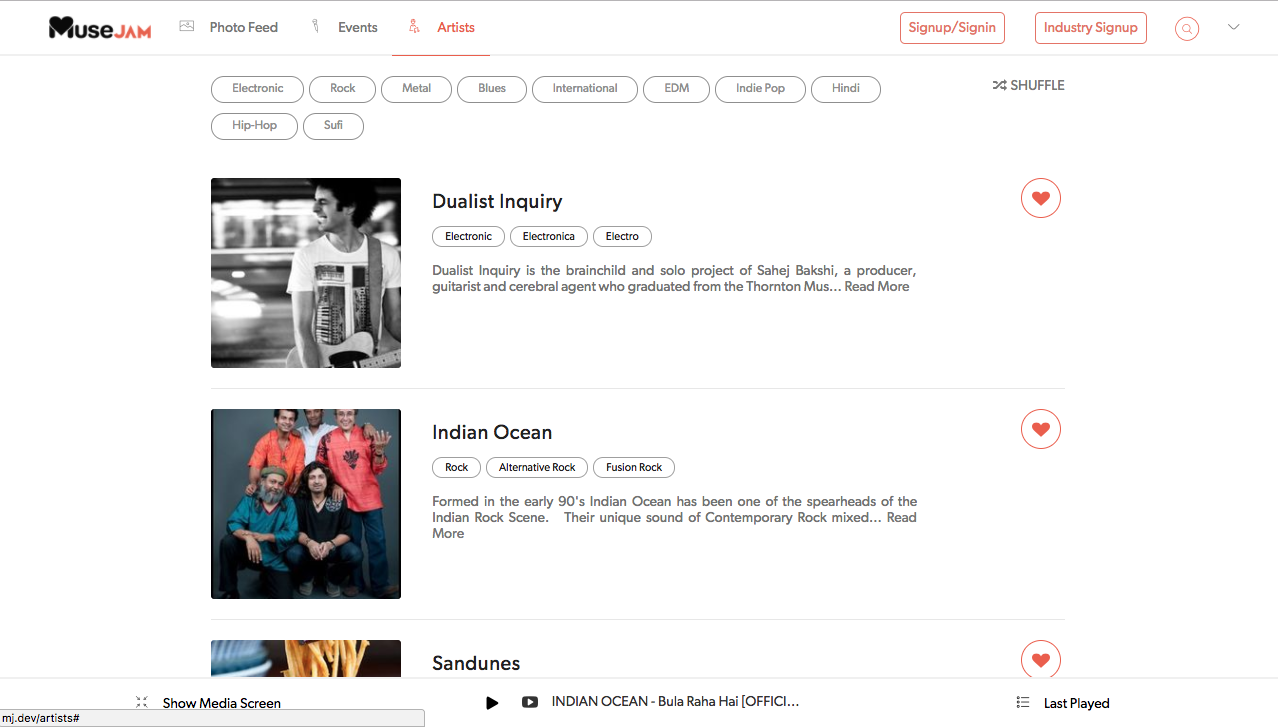 MUSEJAM Photo Feed Events Artists Signup/Signin Industry Signup
Electronic Rock Metal Blues International EDM Indie Pop Hindi SHUFFLE
Hip-Hop Sufi
Dualist Inquiry
Electronic Electronica Electro
Dualist Inquiry is the brainchild and solo project of Sahej Bakshi, a producer,
guitarist and cerebral agent who graduated from the Thornton Mus... Read More
Indian Ocean
Rock Alternative Rock Fusion Rock
Formed in the early 90's Indian Ocean has been one of the spearheads of the
Indian Rock Scene. Their unique sound of Contemporary Rock mixed... Read
More
Sandunes
Show Media Screen INDIAN OCEAN - Bula Raha Hai [OFFICI... Last Played
mj.dev/artists#